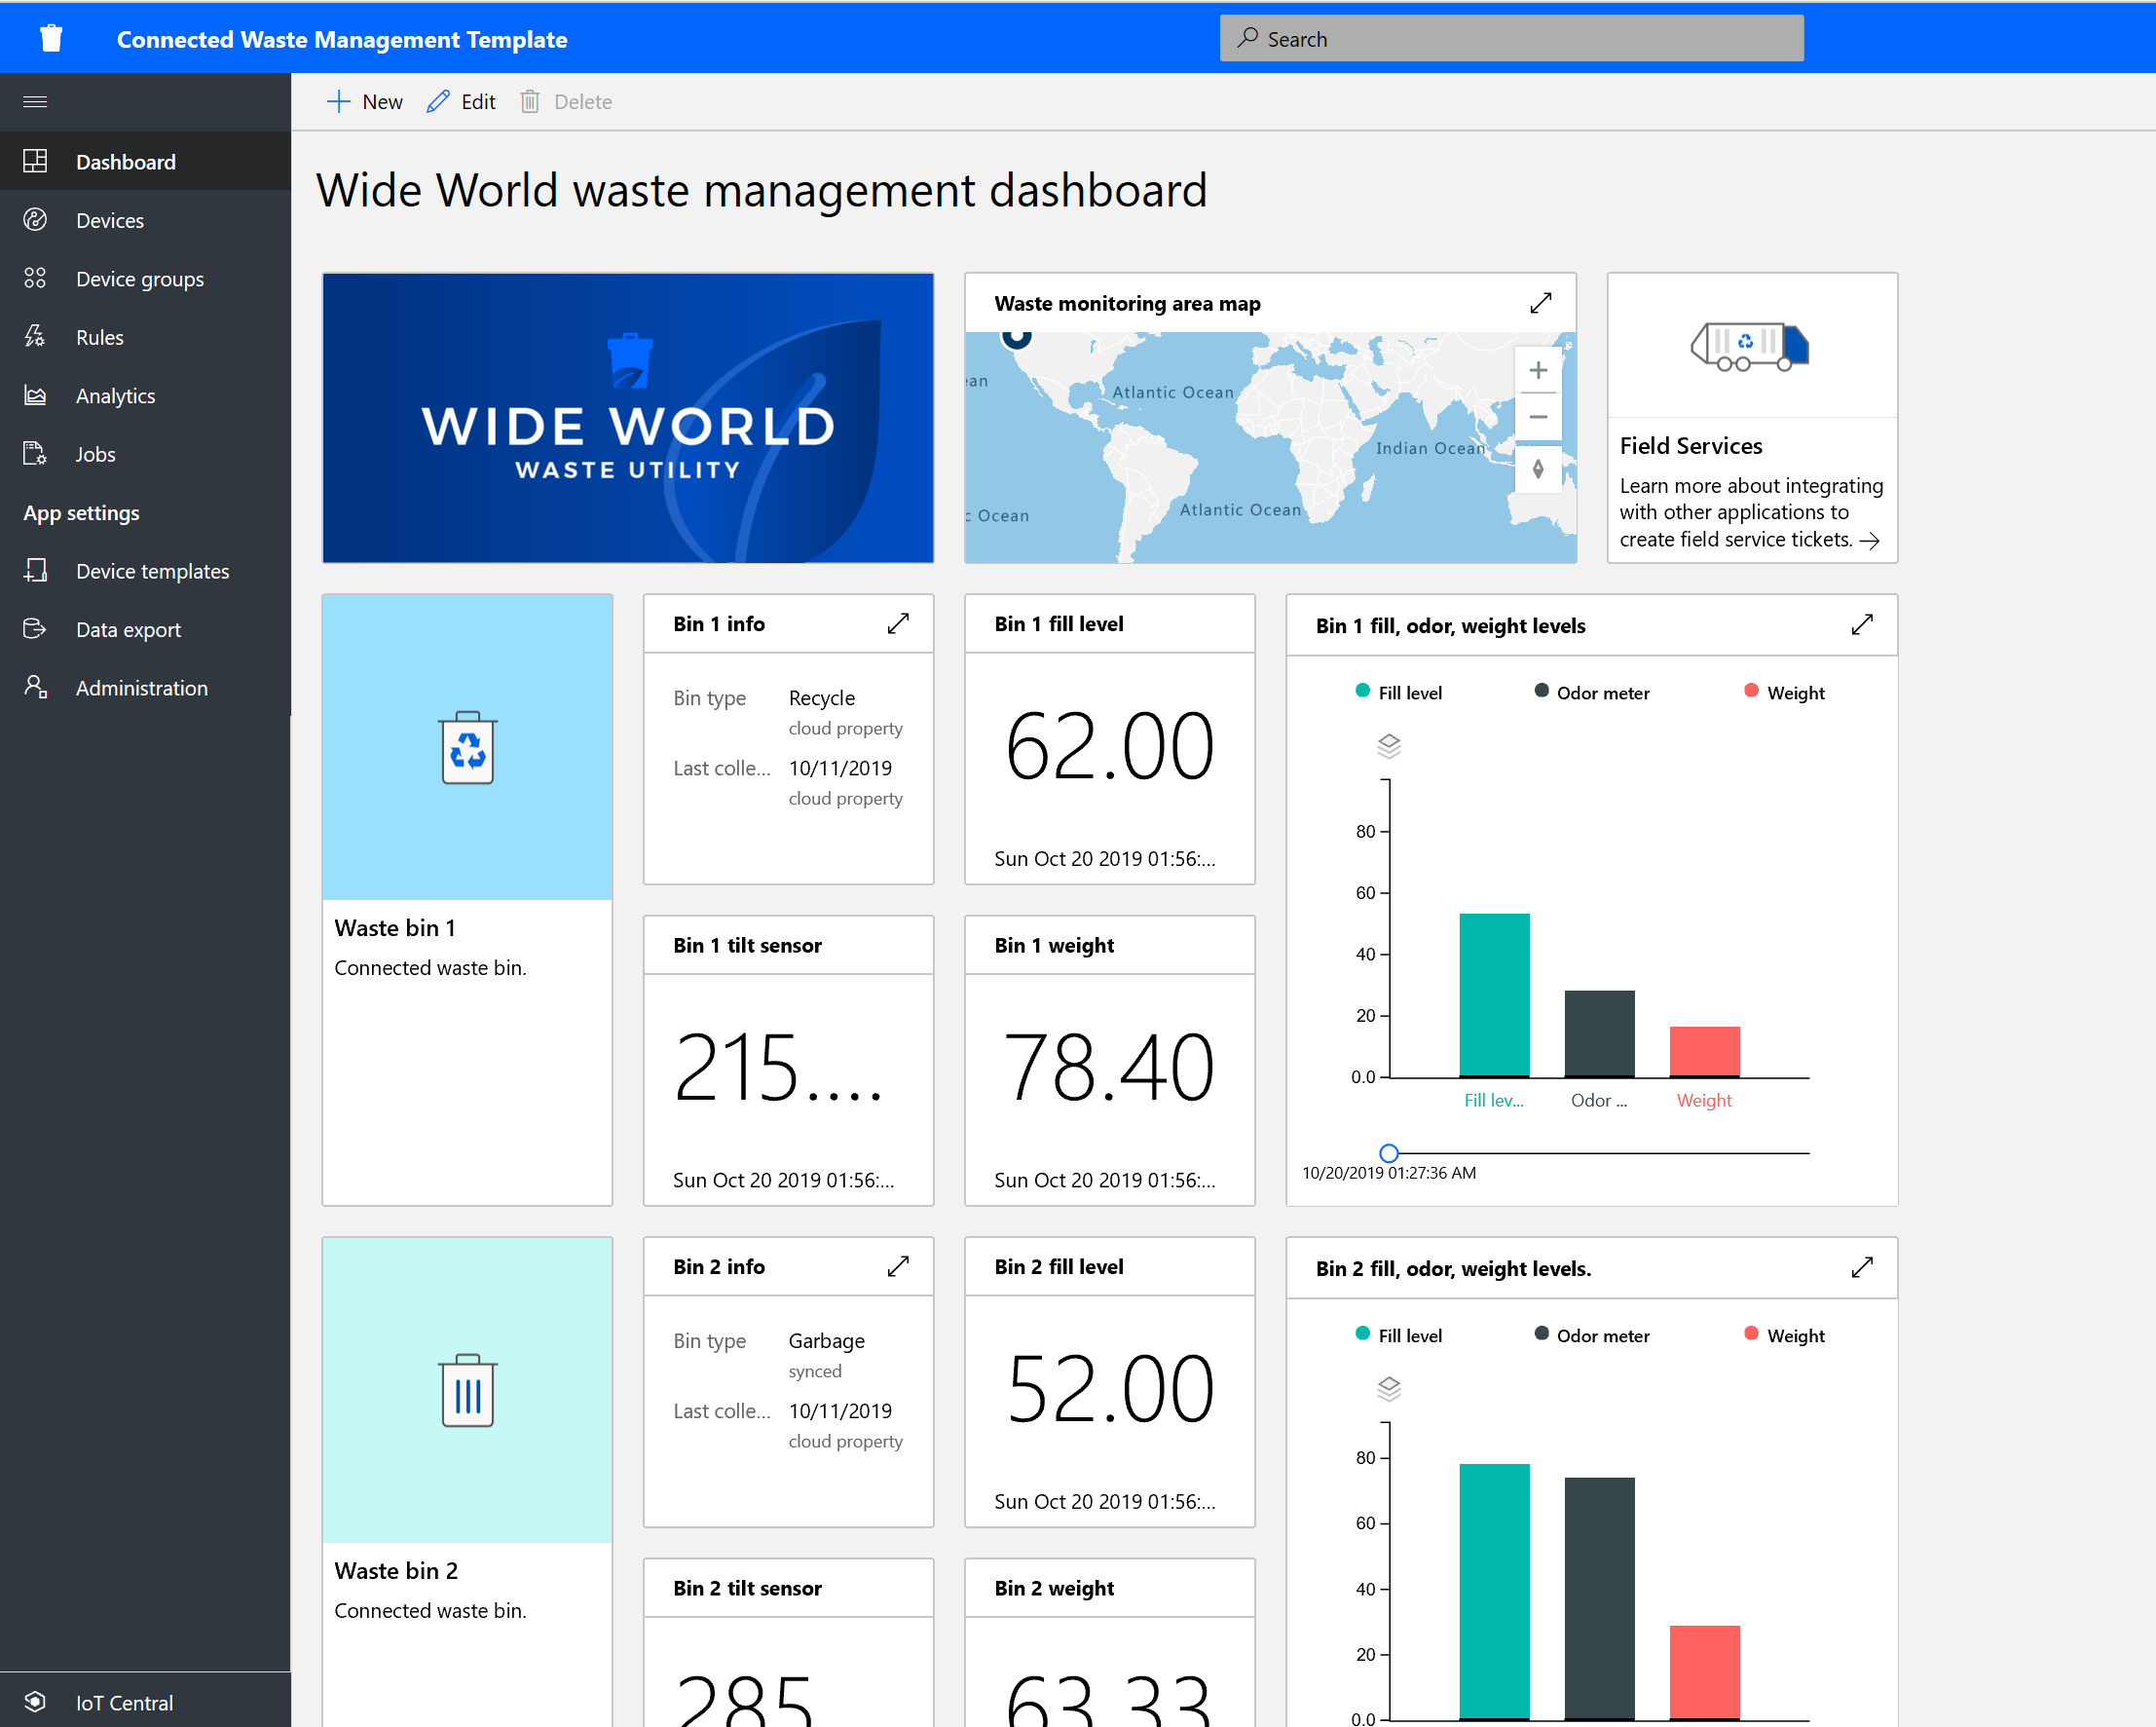 Connected Waste Management Template
Search
New
Edit
Delete
Dashboard
Devices
Device groups
Rules
Analytics
Jobs
App settings
Device templates
Data export
Administration
IoT Central
Wide World waste management dashboard
WIDE WORLD
WASTE UTILITY
Waste monitoring area map
ean
Atlantic Ocean
Indian Ocean
Atlantic Ocean
c Ocean
Field Services
Learn more about integrating
with other applications to
create field service tickets.
Waste bin 1
Connected waste bin.
Bin 1 info
Bin type Recycle
cloud property
Last colle... 10/11/2019
cloud property
Bin 1 fill level
62.00
Sun Oct 20 2019 01:56:...
Bin 1 tilt sensor
215....
Sun Oct 20 2019 01:56:...
Bin 1 weight
78.40
Sun Oct 20 2019 01:56:...
Bin 1 fill, odor, weight levels
Fill level Odor meter Weight
80
60
40
20
0.0
Fill lev... Odor ... Weight
10/20/2019 01:27:36 AM
Waste bin 2
Connected waste bin.
Bin 2 info
Bin type Garbage
synced
Last colle... 10/11/2019
cloud property
Bin 2 fill level
52.00
Sun Oct 20 2019 01:56:...
Bin 2 tilt sensor
285
Bin 2 weight
63.33
Bin 2 fill, odor, weight levels.
Fill level Odor meter Weight
80
60
40
20
0.0